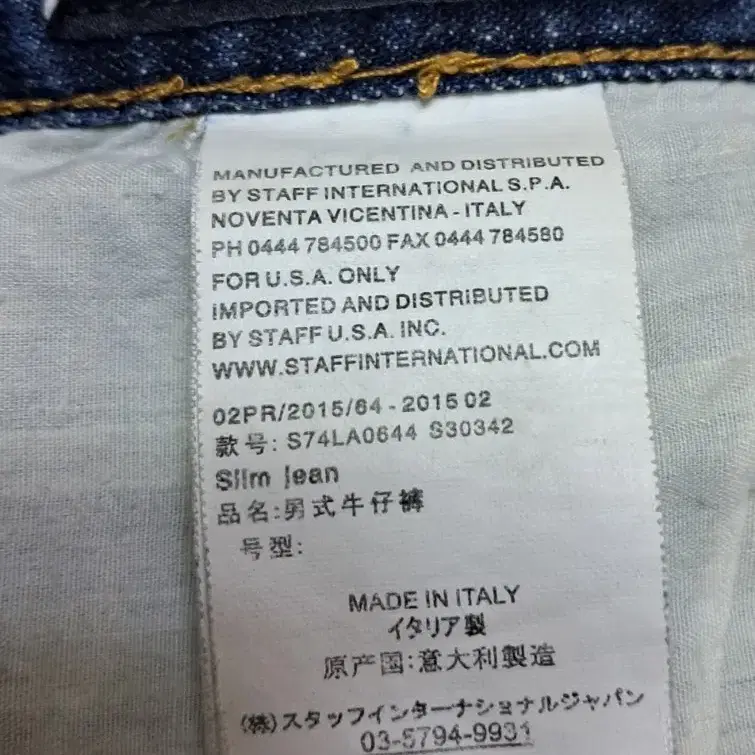 MANUFACTURED AND DISTRIBUTED
BY STAFF INTERNATIONAL S.P.A.
NOVENTA VICENTINA - ITALY
PH 0444 784500 FAX 0444 784580
FOR U.S.A. ONLY
IMPORTED AND DISTRIBUTED
BY STAFF U.S.A. INC.
WWW.STAFFINTERNATIONAL.COM
02PR/2015/64 - 2015 02
款号: S74LA0644 S30342
Slim jean
品名:男式牛仔裤
号型:
MADE IN ITALY
イタリア製
原产国:意大利製造
(株)スタッフインターナショナルジャパン
03-5794-9931